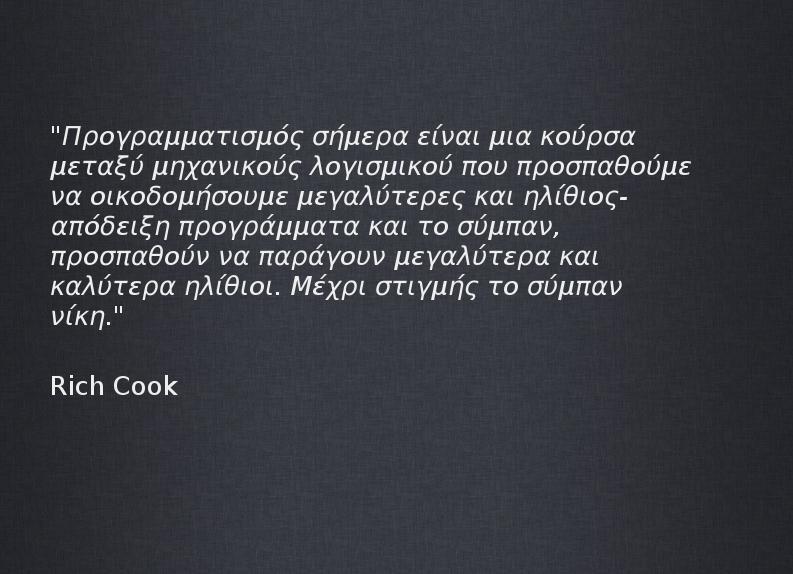 "Προγραμματισμός σήμερα είναι μια κούρσα
μεταξύ μηχανικούς λογισμικού που προσπαθούμε
να οικοδομήσουμε μεγαλύτερες και ηλίθιος-
απόδειξη προγράμματα και το σύμπαν,
προσπαθούν να παράγουν μεγαλύτερα και
καλύτερα ηλίθιοι. Μέχρι στιγμής το σύμπαν
νίκη."
Rich Cook